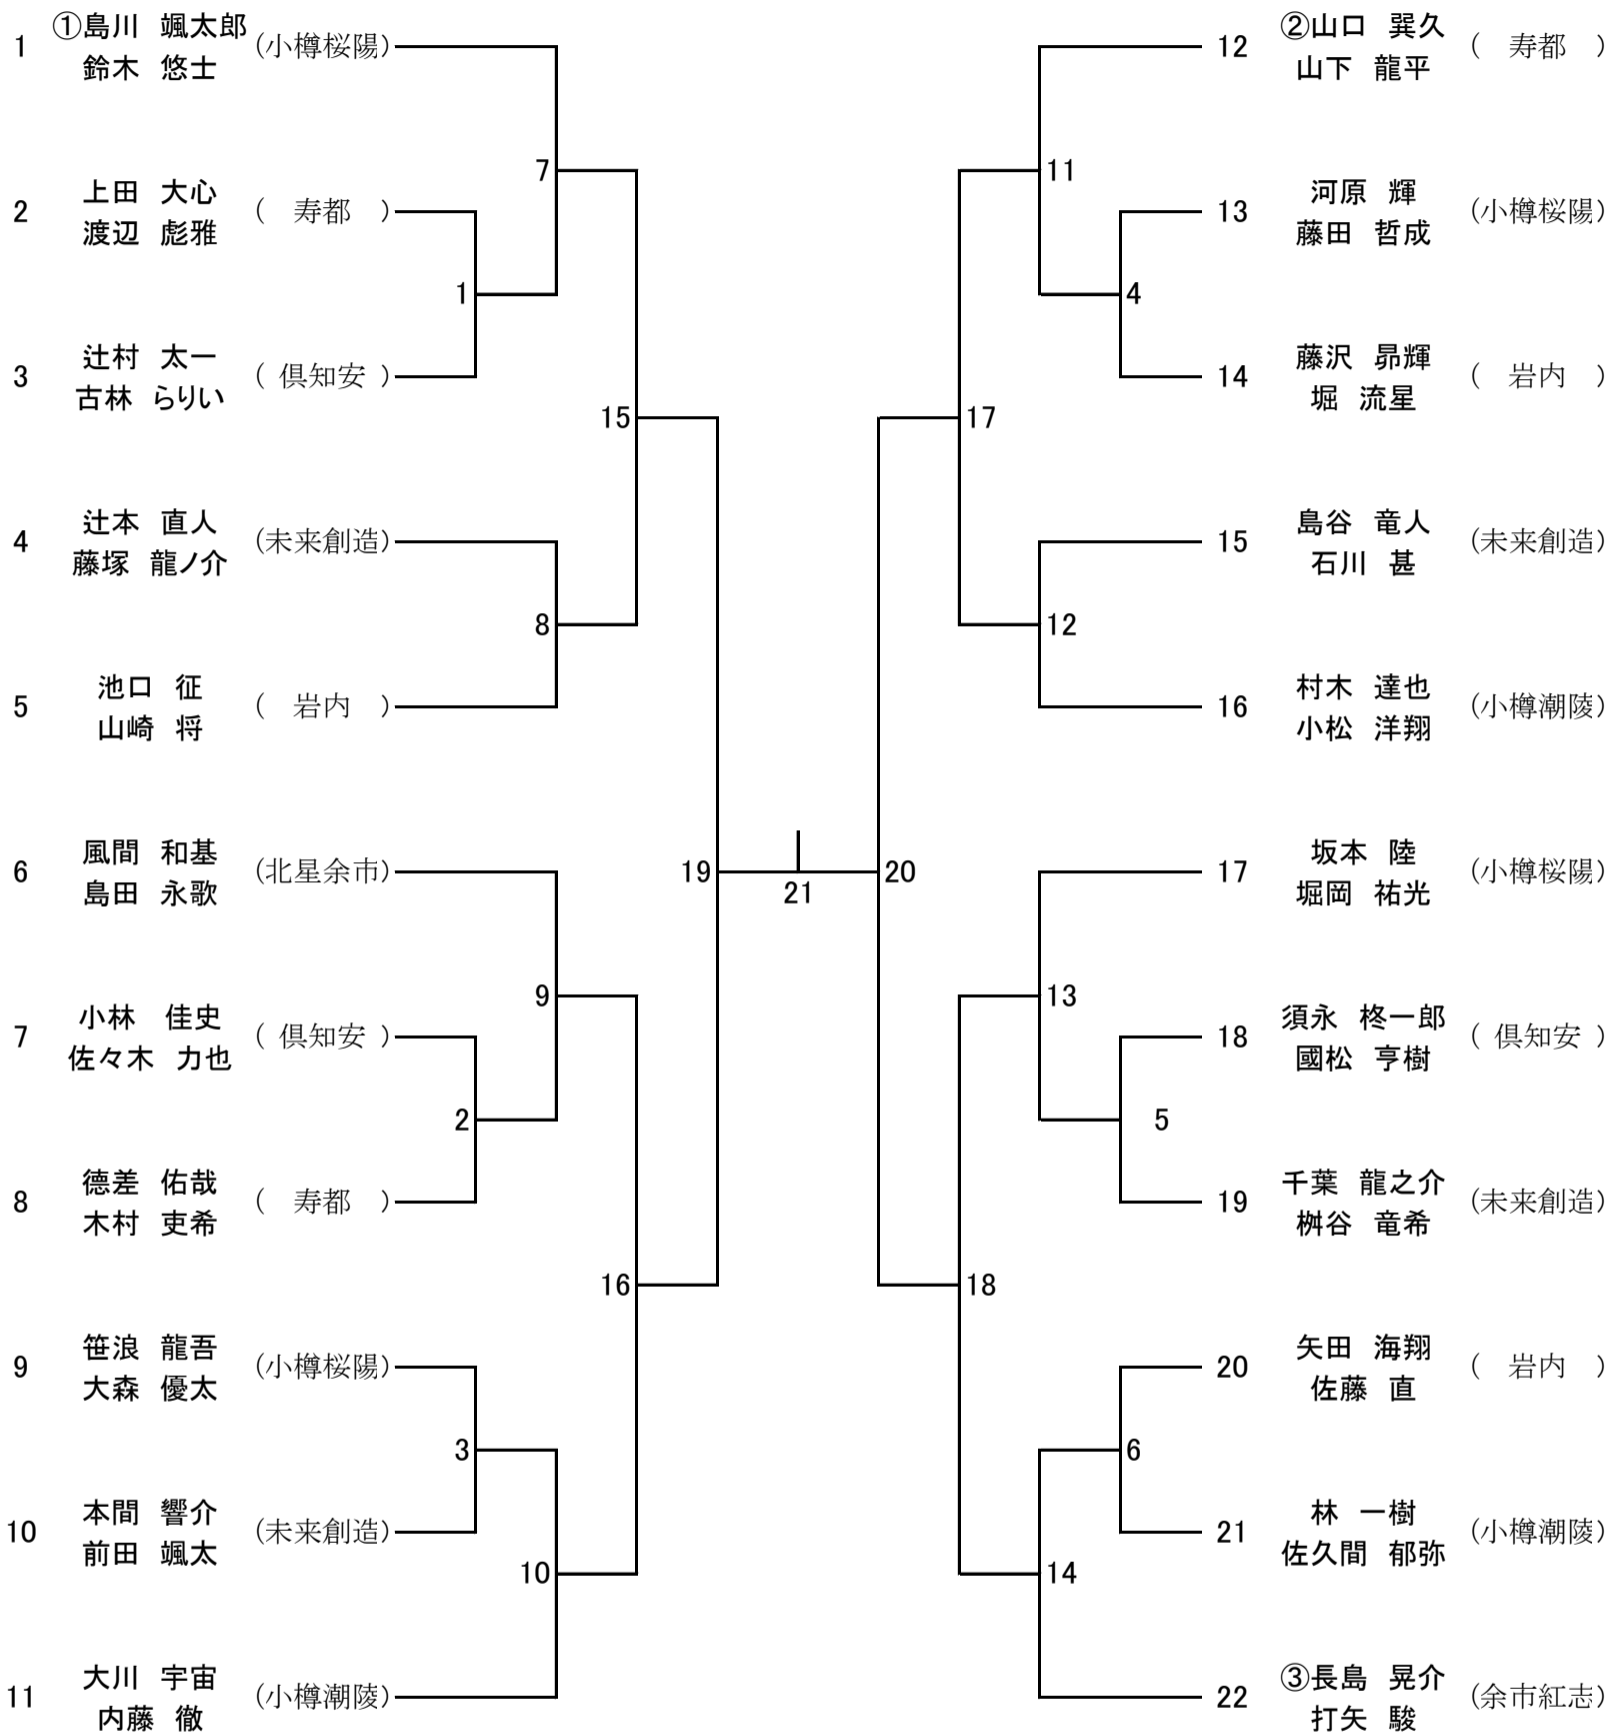 1 ①島川 颯太郎 (小樽桜陽)
鈴木 悠士
2 上田 大心 ( 寿都 )
渡辺 彪雅
1
3 辻村 太一 ( 倶知安 )
古林 らりい
7
4 辻本 直人 (未来創造)
藤塚 龍ノ介
8
5 池口 征 ( 岩内 )
山崎 将
15
6 風間 和基 (北星余市)
島田 永歌
7 小林 佳史 ( 倶知安 )
佐々木 力也
9
2
8 德差 佑哉 ( 寿都 )
木村 吏希
9 笹浪 龍吾 (小樽桜陽)
大森 優太
3
10 本間 響介 (未来創造)
前田 颯太
10
11 大川 宇宙 (小樽潮陵)
内藤 徹
16
19
21
20
12 ②山口 巽久 ( 寿都 )
山下 龍平
11
13 河原 輝 (小樽桜陽)
藤田 哲成
4
14 藤沢 昴輝 ( 岩内 )
堀 流星
17
15 島谷 竜人 (未来創造)
石川 甚
12
16 村木 達也 (小樽潮陵)
小松 洋翔
17 坂本 陸 (小樽桜陽)
堀岡 祐光
13
18 須永 柊一郎 ( 倶知安 )
國松 亨樹
5
19 千葉 龍之介 (未来創造)
桝谷 竜希
18
20 矢田 海翔 ( 岩内 )
佐藤 直
6
21 林 一樹 (小樽潮陵)
佐久間 郁弥
14
22 ③長島 晃介 (余市紅志)
打矢 駿